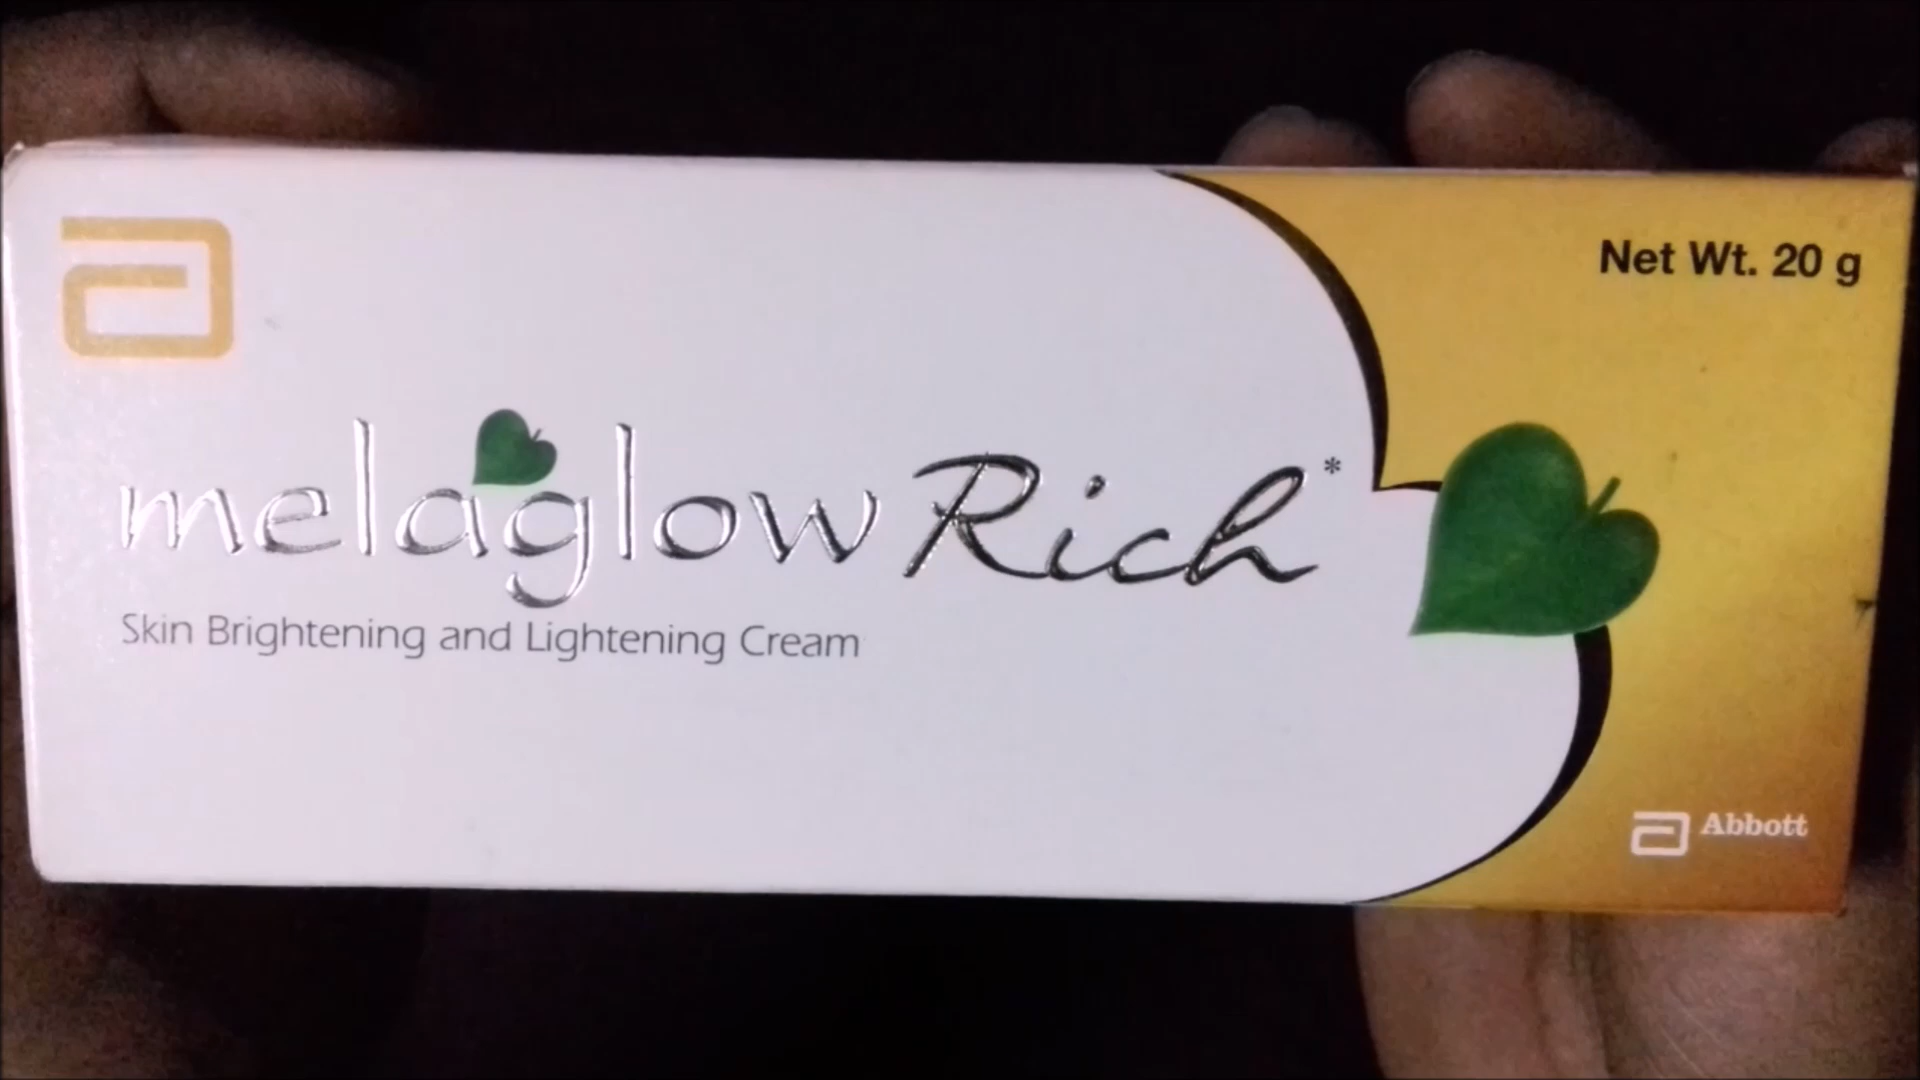 Net Wt. 20 g
melaglow Rich*
Skin Brightening and Lightening Cream
Abbott